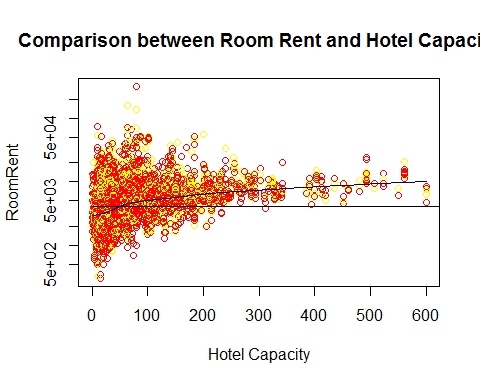 Comparison between Room Rent and Hotel Capaci
RoomRent
5e+04
5e+03
5e+02
0 100 200 300 400 500 600
Hotel Capacity